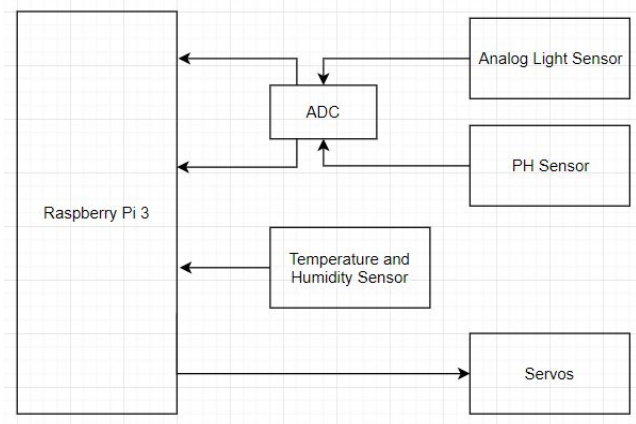 Analog Light Sensor
ADC
PH Sensor
Raspberry Pi 3
Temperature and
Humidity Sensor
Servos